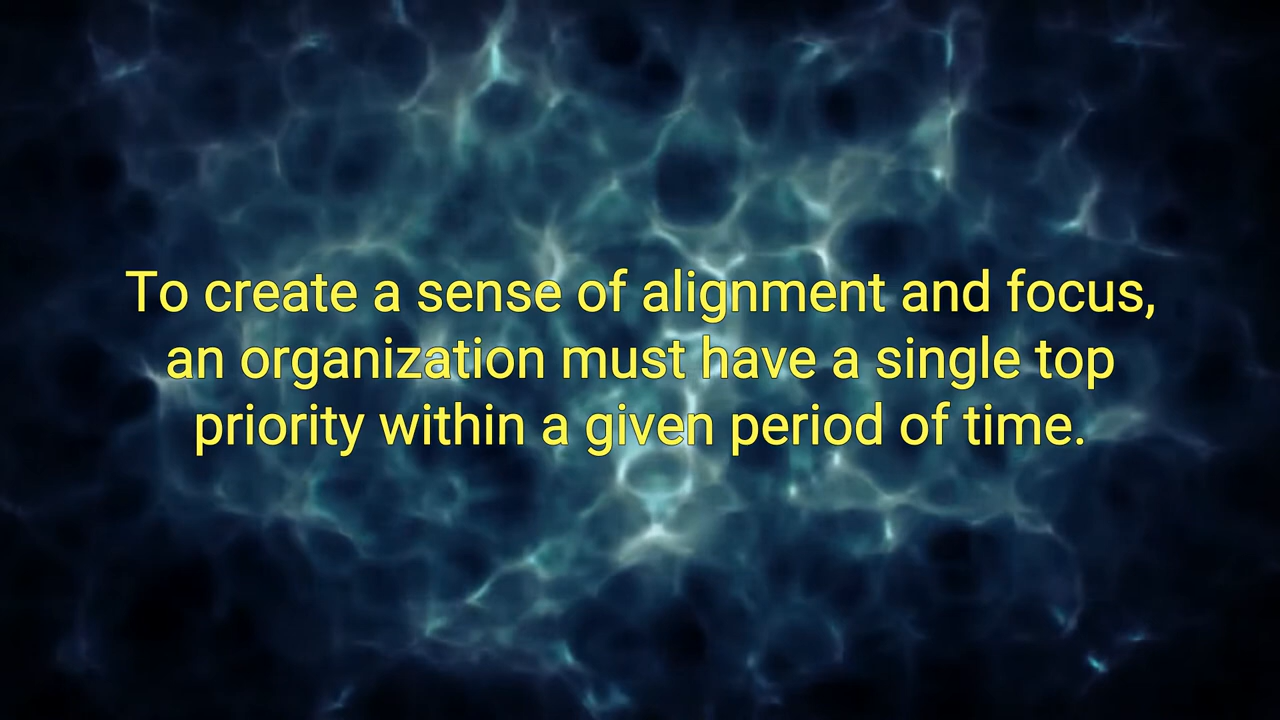 To create a sense of alignment and focus,
an organization must have a single top
priority within a given period of time.